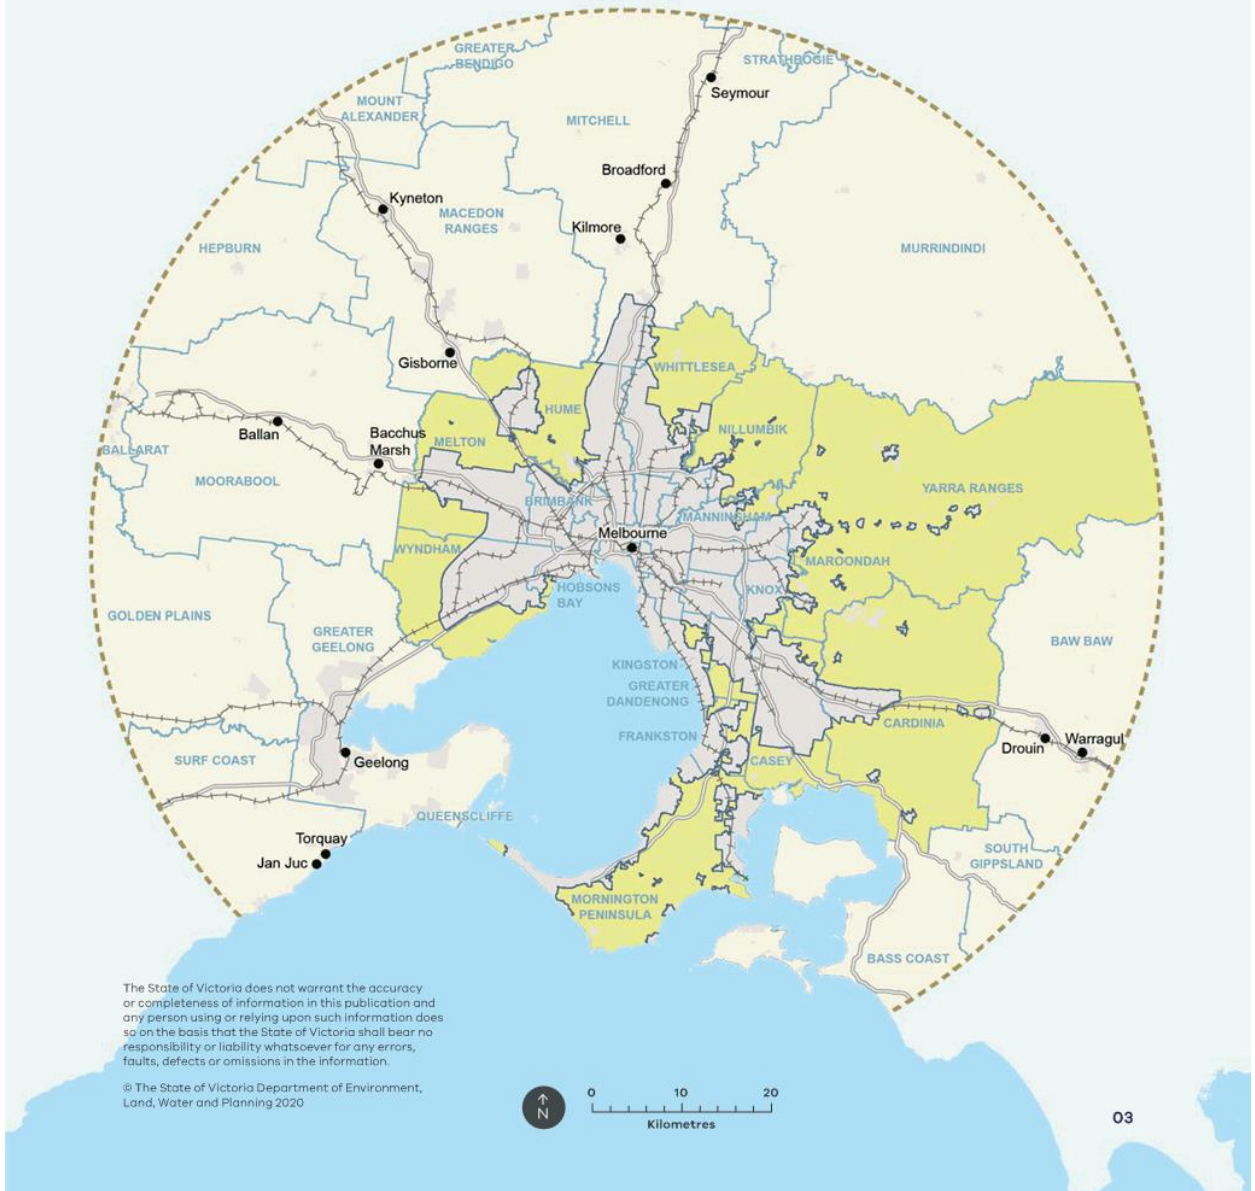 GREATER
BENDIGO
STRATHBOGIE
Seymour
MOUNT
ALEXANDER
MITCHELL
Broadford
Kyneton
MACEDON
RANGES
Kilmore
HEPBURN
MURRINDINDI
Gisborne
WHITTLESEA
HUME
Ballan
Bacchus
Marsh
MELTON
NILLUMBIK
BALLARAT
MOORABOOL
YARRA RANGES
BRIMBANK
MANNINGHAM
Melbourne
WYNDHAM
MAROONDAH
HOBSONS
BAY
KNOX
GOLDEN PLAINS
GREATER
GEELONG
BAW BAW
KINGSTON
GREATER
DANDENONG
CARDINIA
FRANKSTON
Drouin
Warragul
SURF COAST
Geelong
CASEY
QUEENSCLIFFE
Torquay
Jan Juc
SOUTH
GIPPSLAND
MORNINGTON
PENINSULA
BASS COAST
The State of Victoria does not warrant the accuracy
or completeness of information in this publication and
any person using or relying upon such information does
so on the basis that the State of Victoria shall bear no
responsibility or liability whatsoever for any errors,
faults, defects or omissions in the information.
© The State of Victoria Department of Environment,
Land, Water and Planning 2020
N
0 10 20
Kilometres
03